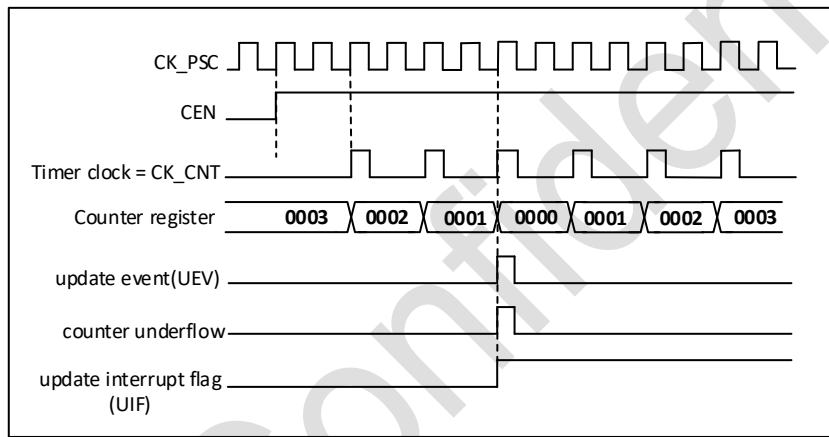 CK_PSC
CEN
Timer clock = CK_CNT
Counter register 0003 0002 0001 0000 0001 0002 0003
update event(UEV)
counter underflow
update interrupt flag
(UIF)
Confident